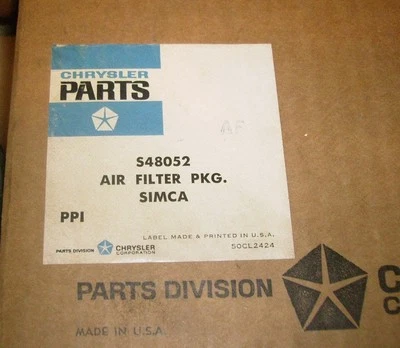 CHRYSLER
PARTS
AF
S48052
AIR FILTER PKG.
SIMCA
PPI
LABEL MADE & PRINTED IN U.S.A.
PARTS DIVISION CHRYSLER CORPORATION 50CL2424
PARTS DIVISION
MADE IN U.S.A.